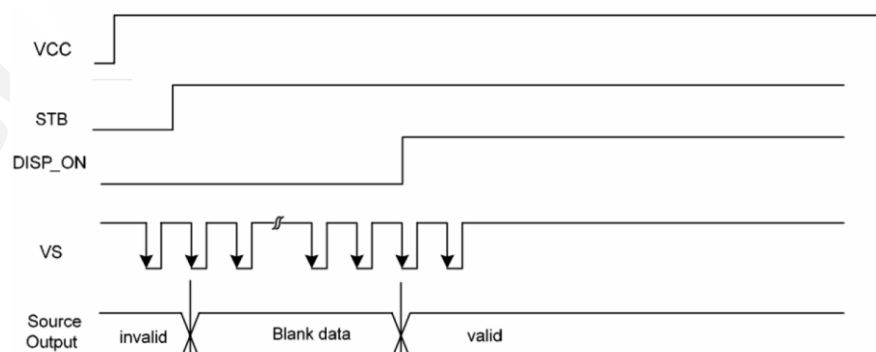 VCC
STB
DISP_ON
VS
Source
Output
invalid
Blank data
valid